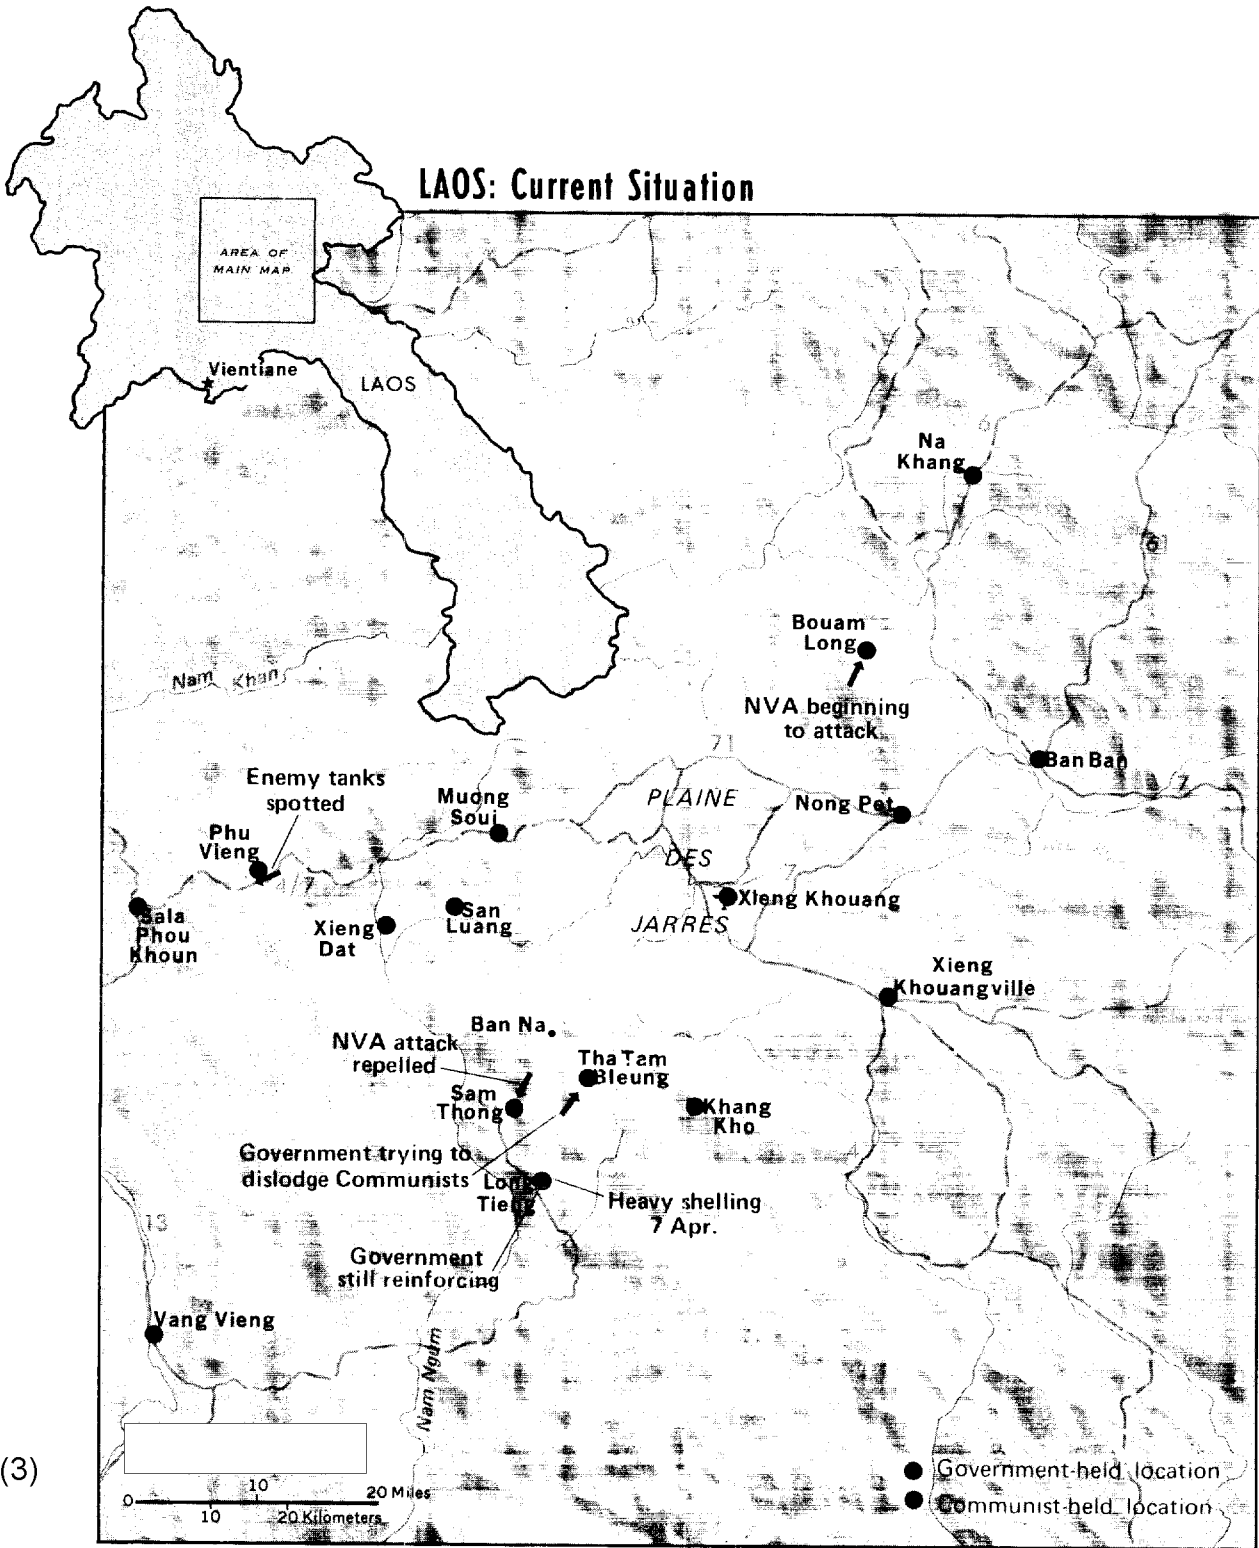 LAOS: Current Situation
AREA OF
MAIN MAP
Vientiane
LAOS
6
Na
Khang
6
Bouam
Long
NVA beginning
to attack
Nam Khan
71
Ban Ban
7
Enemy tanks
spotted
Muong
Soui
PLAINE
DES
JARRES
Nong Pet
Phu
Vieng
7
7
Sala
Phou
Khoun
Xieng
Dat
San
Luang
Xieng Khouang
Xieng
Khouangville
Ban Na
NVA attack
repelled
Tha Tam
Bleung
Sam
Thong
Khang
Kho
Government trying to
dislodge Communists
Long
Tieng
Heavy shelling
7 Apr.
13
Government
still reinforcing
Vang Vieng
Nam Ngum
(3)
0 10 20 Miles
10 20 Kilometers
Government-held location
Communist-held location